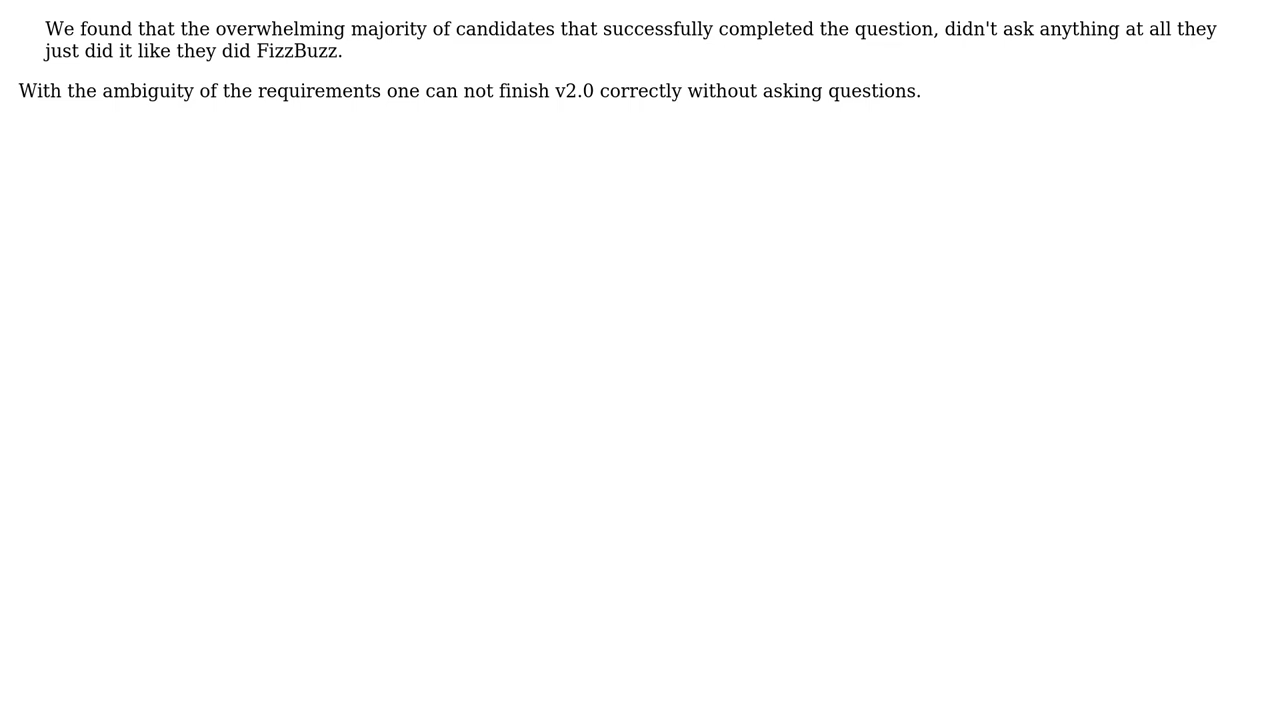 We found that the overwhelming majority of candidates that successfully completed the question, didn't ask anything at all they
just did it like they did FizzBuzz.
With the ambiguity of the requirements one can not finish v2.0 correctly without asking questions.